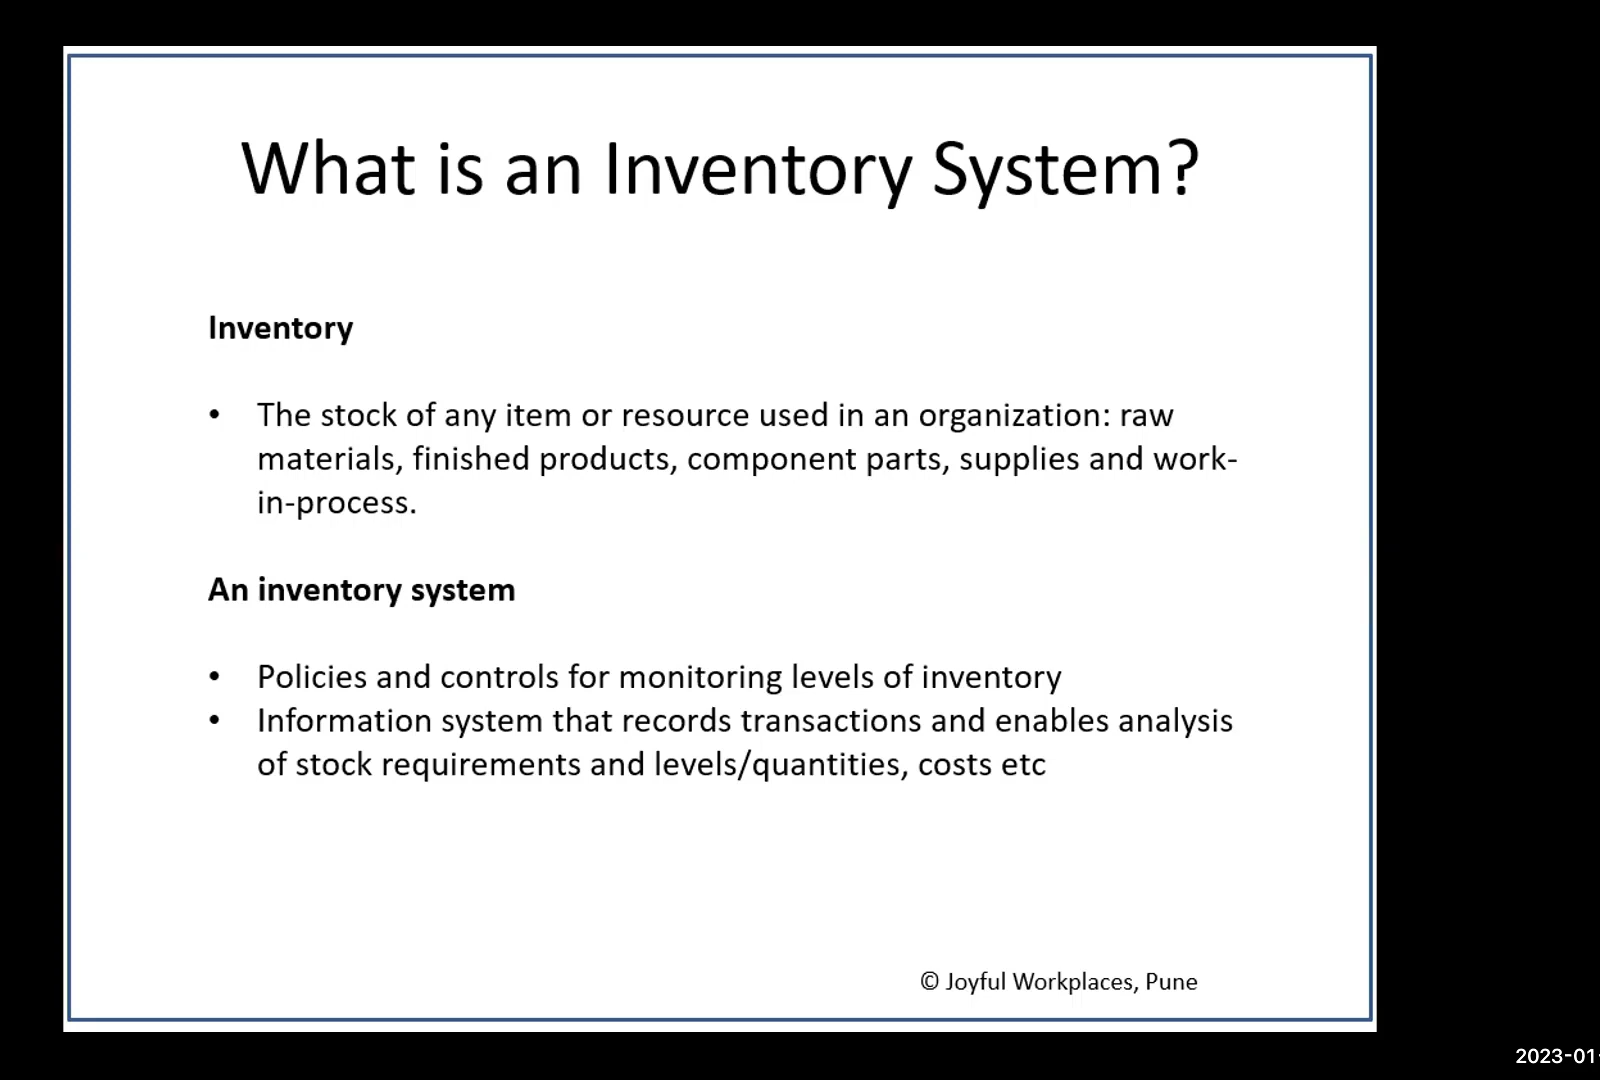 What is an Inventory System?
Inventory
• The stock of any item or resource used in an organization: raw
materials, finished products, component parts, supplies and work-
in-process.
An inventory system
• Policies and controls for monitoring levels of inventory
• Information system that records transactions and enables analysis
of stock requirements and levels/quantities, costs etc
© Joyful Workplaces, Pune
2023-01-